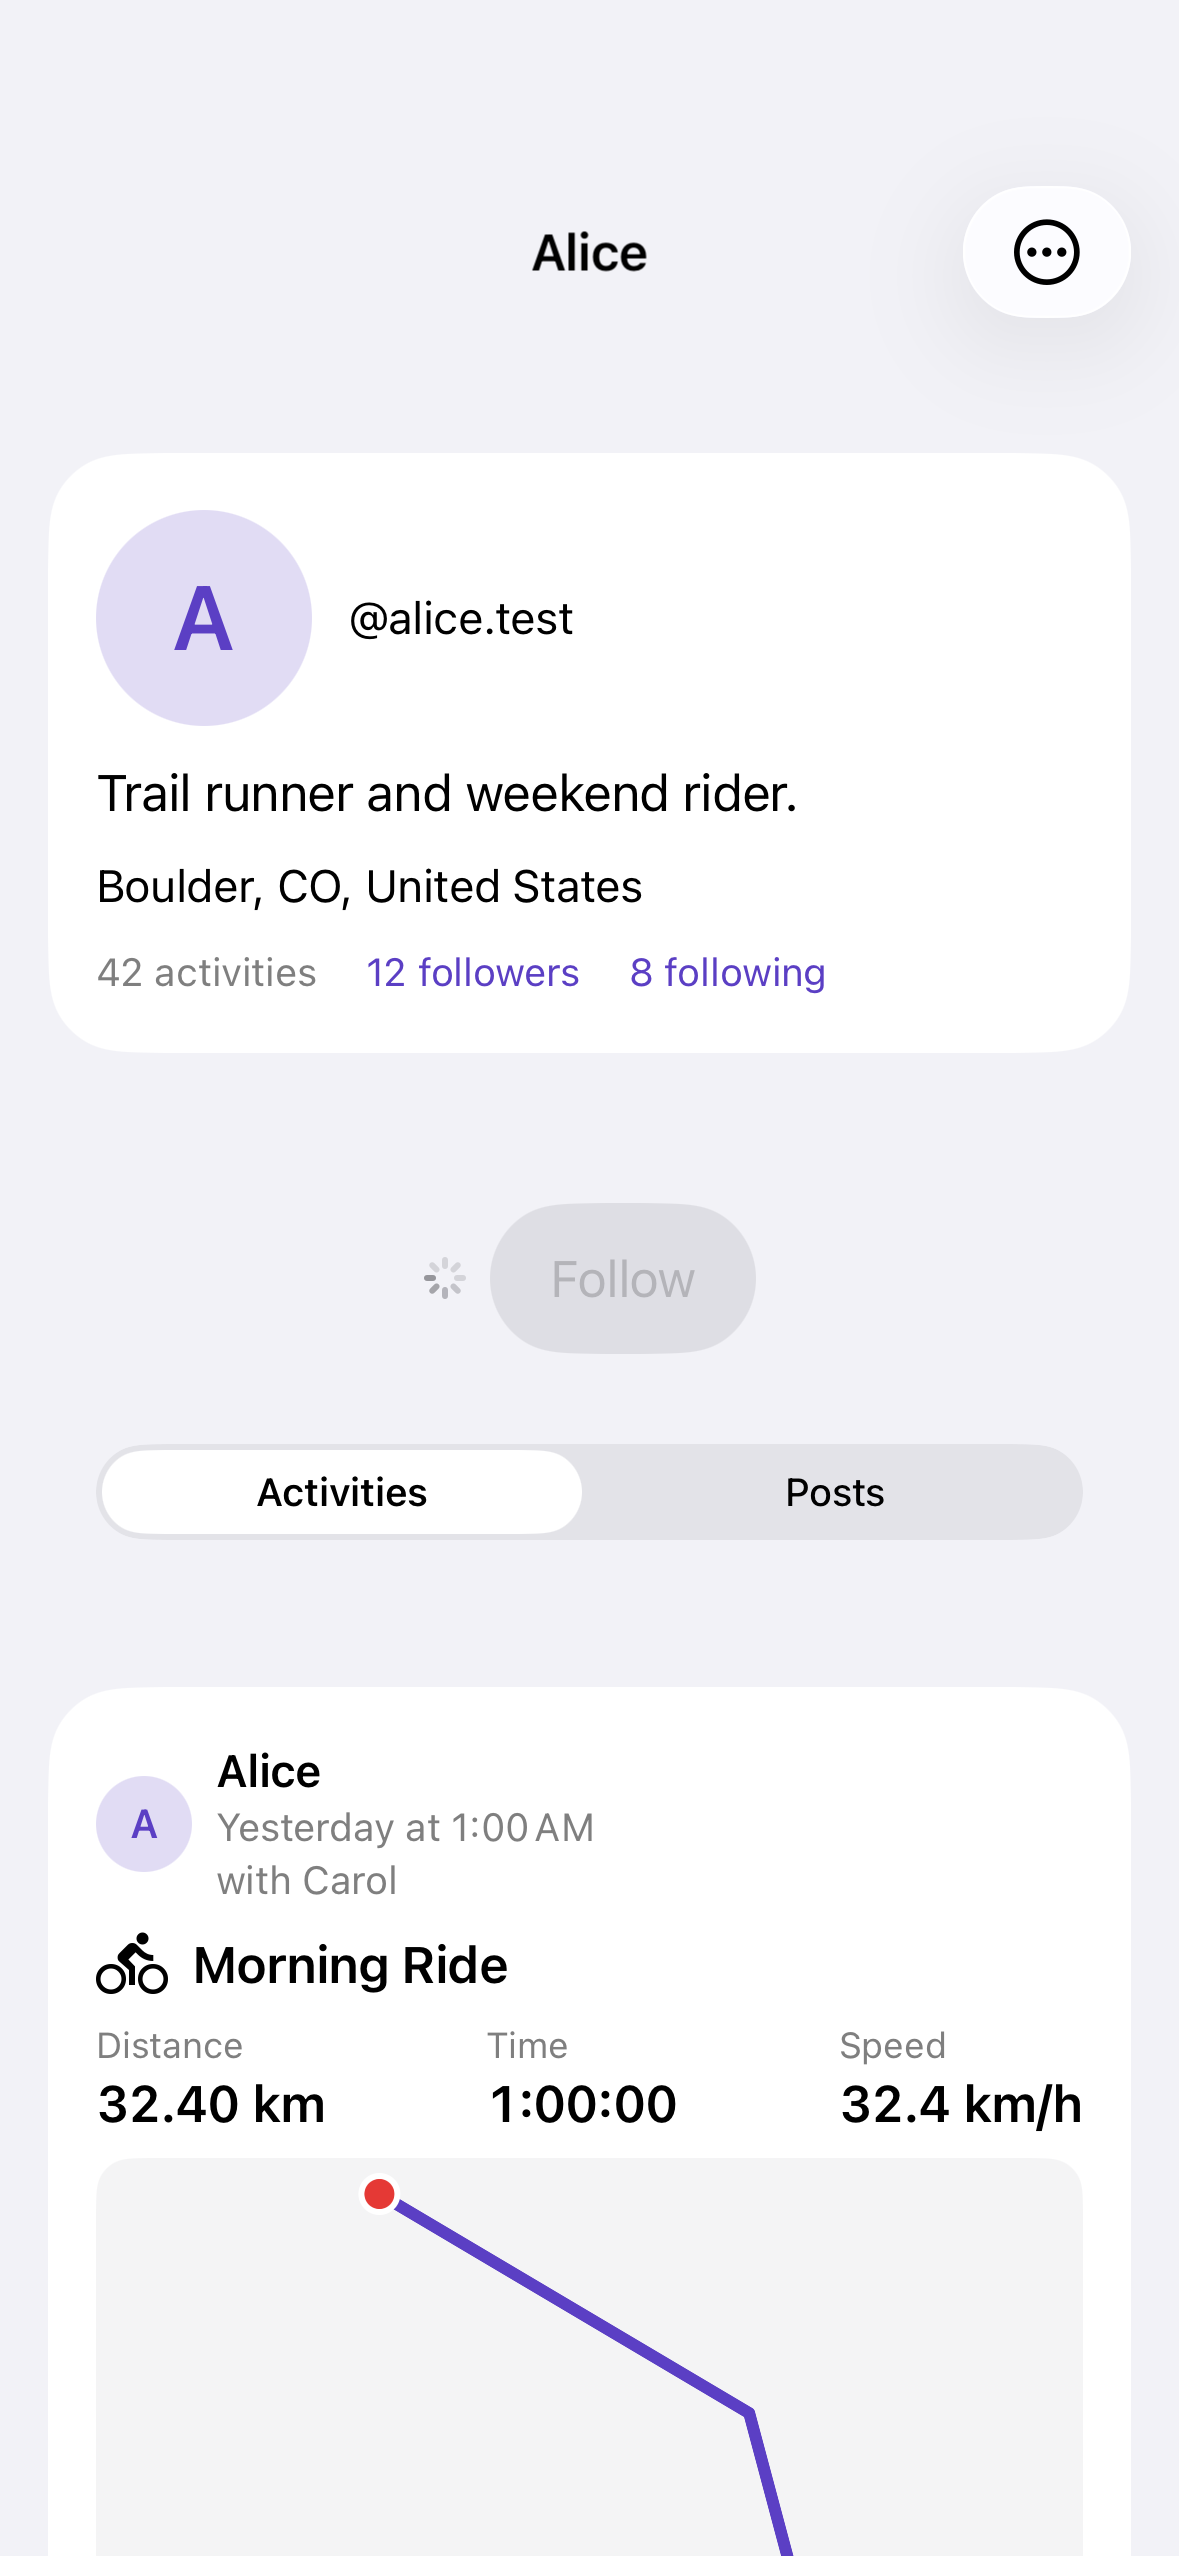 Alice
A
@alice.test
Trail runner and weekend rider.
Boulder, CO, United States
42 activities 12 followers 8 following
Follow
Activities Posts
A
Alice
Yesterday at 1:00 AM
with Carol
Morning Ride
Distance Time Speed
32.40 km 1:00:00 32.4 km/h